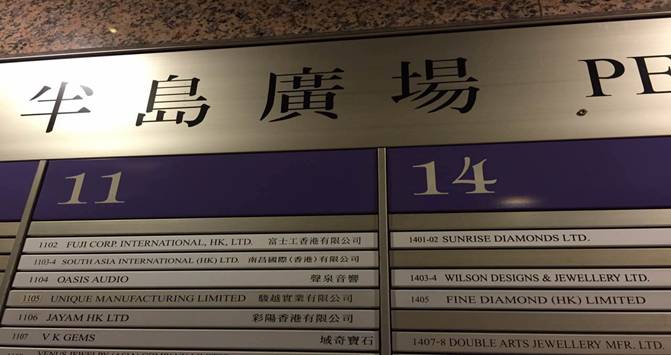 半島廣場 PE
11
1102 FUJI CORP. INTERNATIONAL, HK, LTD. 富士工香港有限公司
1103-4 SOUTH ASIA INTERNATIONAL (HK) LTD. 南昌國際(香港)有限公司
1104 OASIS AUDIO 聲泉音響
1105 UNIQUE MANUFACTURING LIMITED 駿越實業有限公司
1106 JAYAM HK LTD 彩陽香港有限公司
1107 V K GEMS 域奇寶石
14
1401-02 SUNRISE DIAMONDS LTD.
1403-4 WILSON DESIGNS & JEWELLERY LTD.
1405 FINE DIAMOND (HK) LIMITED
1407-8 DOUBLE ARTS JEWELLERY MFR. LTD.